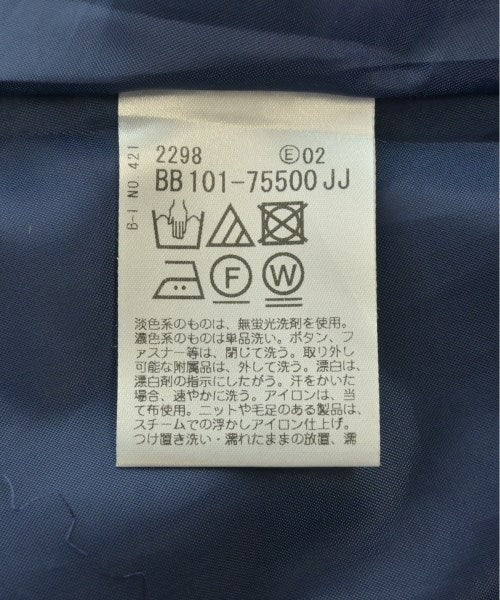 B-I NO 421
2298 Ⓔ02
BB101-75500JJ
Ⓕ Ⓦ
淡色系のものは、無蛍光洗剤を使用。
濃色系のものは単品洗い。ボタン、フ
ァスナー等は、閉じて洗う。取り外し
可能な附属品は、外して洗う。漂白は、
漂白剤の指示にしたがう。汗をかいた
場合、速やかに洗う。アイロンは、当
て布使用。ニットや毛足のある製品は、
スチームでの浮かしアイロン仕上げ。
つけ置き洗い・濡れたままの放置、濡